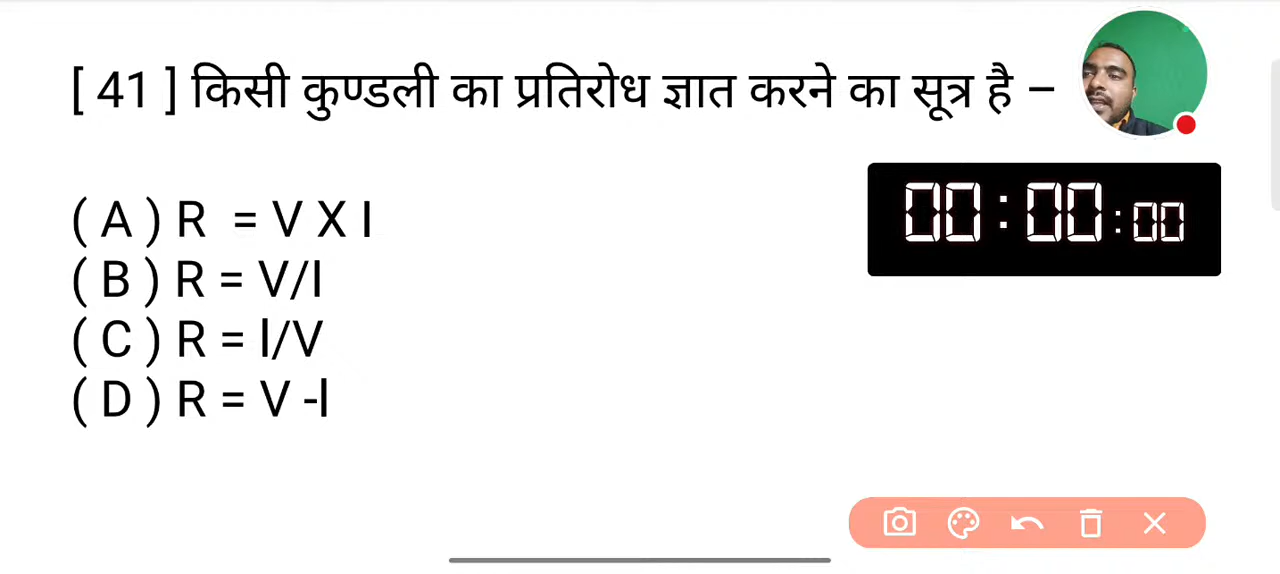 [ 41 ] किसी कुण्डली का प्रतिरोध ज्ञात करने का सूत्र है –
00:00:00
( A ) R = V X I
( B ) R = V/I
( C ) R = I/V
( D ) R = V -I